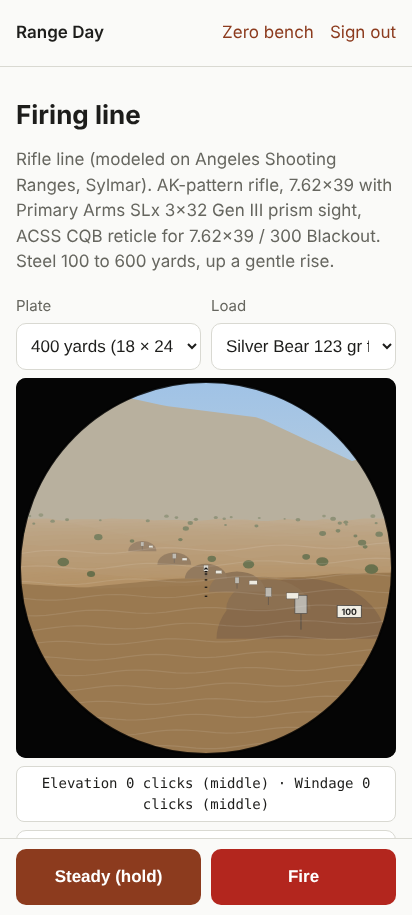 Range Day
Zero bench
Sign out
Firing line
Rifle line (modeled on Angeles Shooting
Ranges, Sylmar). AK-pattern rifle, 7.62×39 with
Primary Arms SLx 3×32 Gen III prism sight,
ACSS CQB reticle for 7.62×39 / 300 Blackout.
Steel 100 to 600 yards, up a gentle rise.
Plate
Load
400 yards (18 × 24
Silver Bear 123 gr
100
Elevation 0 clicks (middle) · Windage 0
clicks (middle)
Steady (hold)
Fire